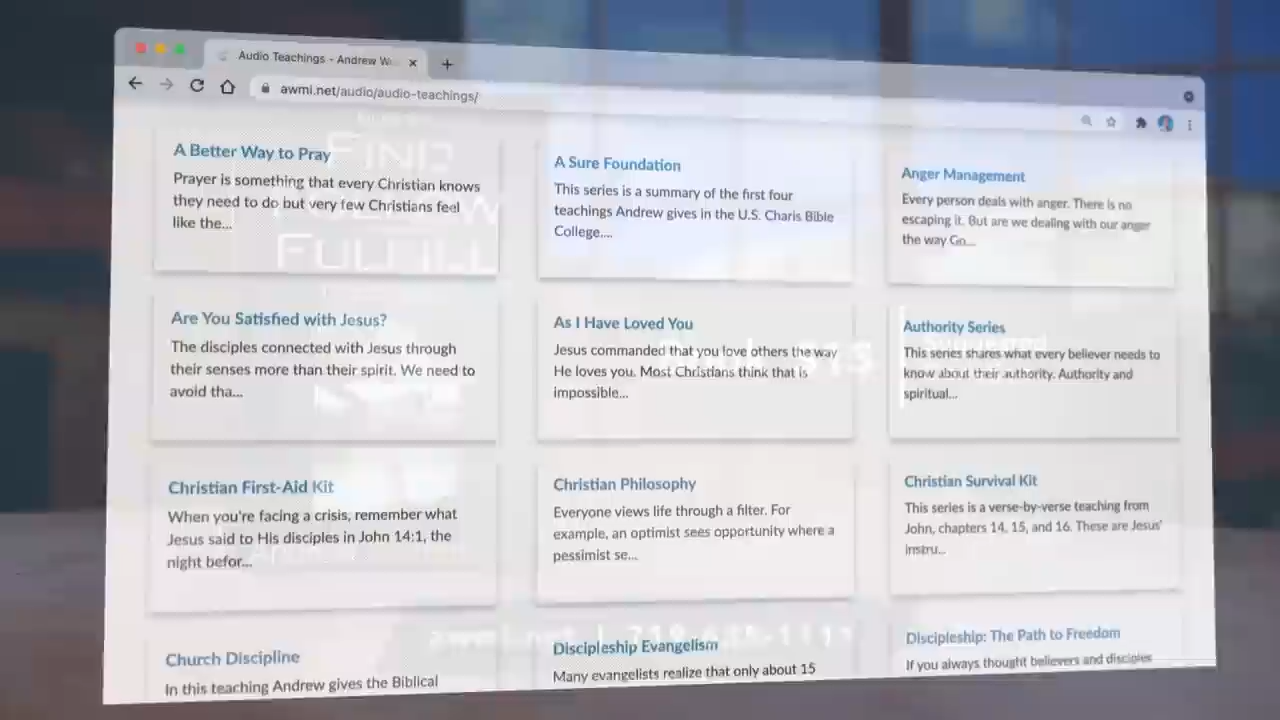 Audio Teachings - Andrew W...
awmi.net/audio/audio-teachings/
A Better Way to Pray
Prayer is something that every Christian knows
they need to do but very few Christians feel
like the...
A Sure Foundation
This series is a summary of the first four
teachings Andrew gives in the U.S. Charis Bible
College....
Anger Management
Every person deals with anger. There is no
escaping it. But are we dealing with our anger
the way Go...
FIND
FOLLOW
FULFILL
Are You Satisfied with Jesus?
The disciples connected with Jesus through
their senses more than their spirit. We need to
avoid tha...
As I Have Loved You
Jesus commanded that you love others the way
He loves you. Most Christians think that is
impossible...
Authority Series
This series shares what every believer needs to
know about their authority. Authority and
spiritual...
$15
Christian First-Aid Kit
When you're facing a crisis, remember what
Jesus said to His disciples in John 14:1, the
night befor...
Christian Philosophy
Everyone views life through a filter. For
example, an optimist sees opportunity where a
pessimist se...
Christian Survival Kit
This series is a verse-by-verse teaching from
John, chapters 14, 15, and 16. These are Jesus'
instru...
awmi.net | 719-635-1111
Church Discipline
In this teaching Andrew gives the Biblical
Discipleship Evangelism
Many evangelists realize that only about 15
Discipleship: The Path to Freedom
If you always thought believers and disciples